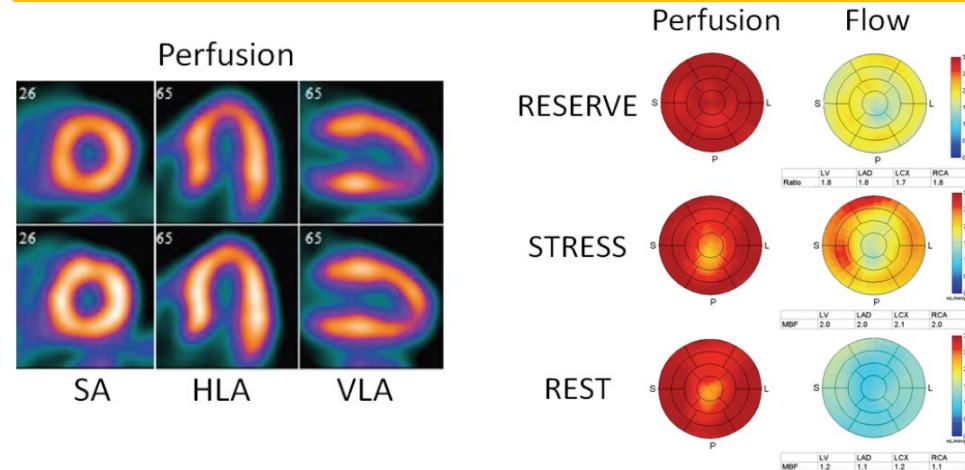 Perfusion
26
65
65
26
65
65
SA
HLA
VLA
Perfusion
Flow
RESERVE
S
L
P
LV LAD LCX RCA
Ratio 1.8 1.8 1.7 1.8
STRESS
S
L
P
LV LAD LCX RCA
MBF 2.0 2.0 2.1 2.0
REST
S
L
P
LV LAD LCX RCA
MBF 1.2 1.1 1.2 1.1